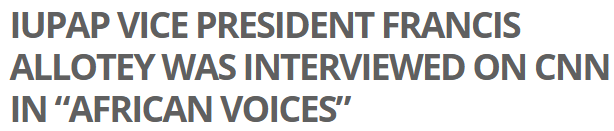 IUPAP VICE PRESIDENT FRANCIS
ALLOTEY WAS INTERVIEWED ON CNN
IN “AFRICAN VOICES”